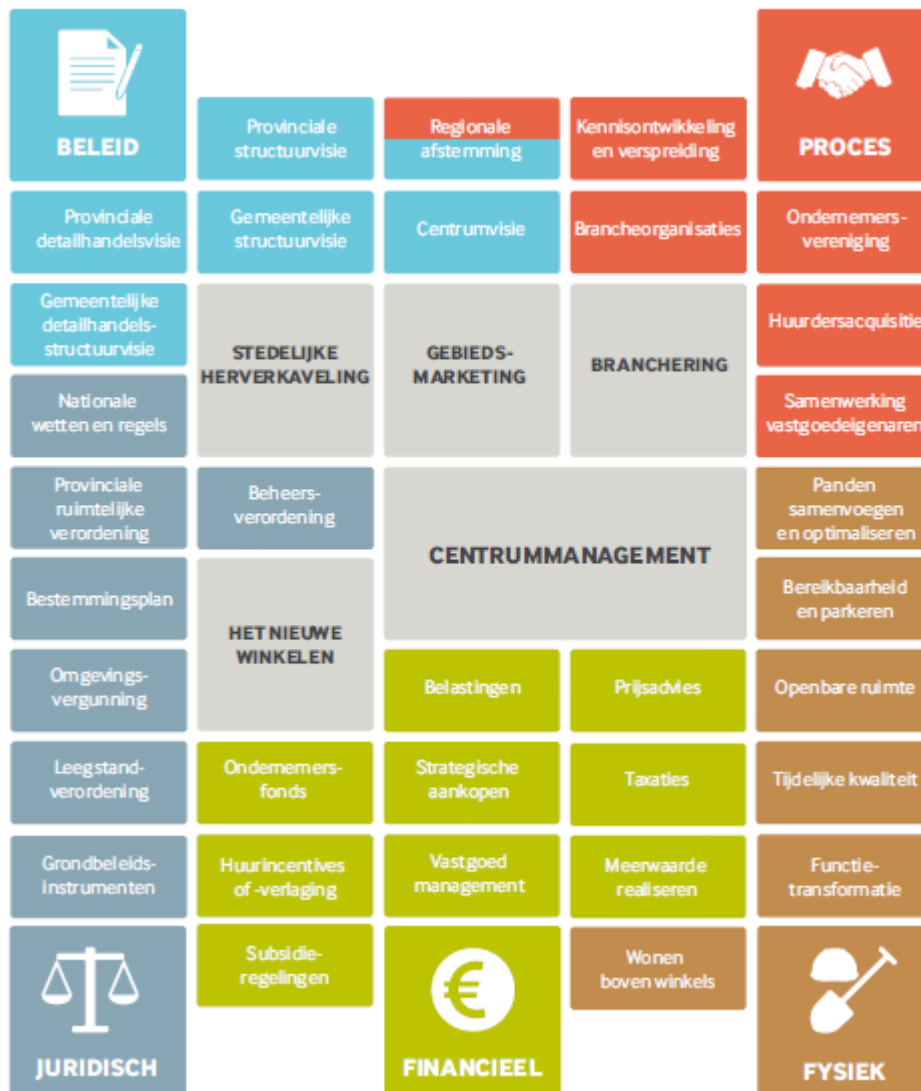 BELEID
Provinciale
structuurvisie
Regionale
afstemming
Kennisontwikkeling
en verspreiding
PROCES
Provinciale
detailhandelsvisie
Gemeentelijke
structuurvisie
Centrumvisie
Brancheorganisaties
Ondernemers-
vereniging
Gemeentelijke
detailhandels-
structuurvisie
STEDELIJKE
HERVERKAVELING
GEBIEDS-
MARKETING
BRANCHERING
Huurdersacquisitie
Nationale
wetten en regels
Samenwerking
vastgoedeigenaren
Provinciale
ruimtelijke
verordening
Beheers-
verordening
CENTRUMMANAGEMENT
Panden
samenvoegen
en optimaliseren
Bestemmingsplan
HET NIEUWE
WINKELEN
Bereikbaarheid
en parkeren
Omgevings-
vergunning
Belastingen
Prijsadvies
Openbare ruimte
Leegstand-
verordening
Ondernemers-
fonds
Strategische
aankopen
Taxaties
Tijdelijke kwaliteit
Grondbeleids-
instrumenten
Huurincentives
of -verlaging
Vastgoed
management
Meerwaarde
realiseren
Functie-
transformatie
JURIDISCH
Subsidie-
regelingen
€
FINANCIEEL
Wonen
boven winkels
FYSIEK